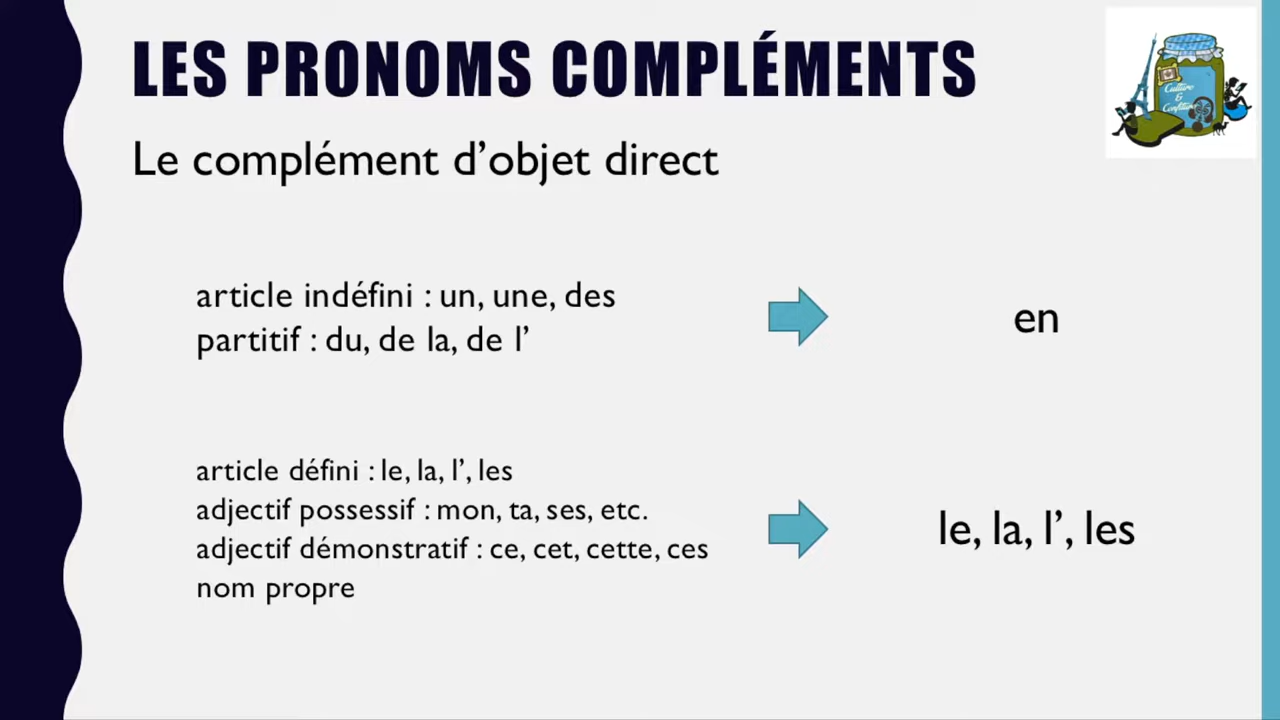 LES PRONOMS COMPLÉMENTS
Culture
&
Confiture
Le complément d'objet direct
article indéfini : un, une, des
partitif : du, de la, de l'
en
article défini : le, la, l', les
adjectif possessif : mon, ta, ses, etc.
adjectif démonstratif : ce, cet, cette, ces
nom propre
le, la, l', les